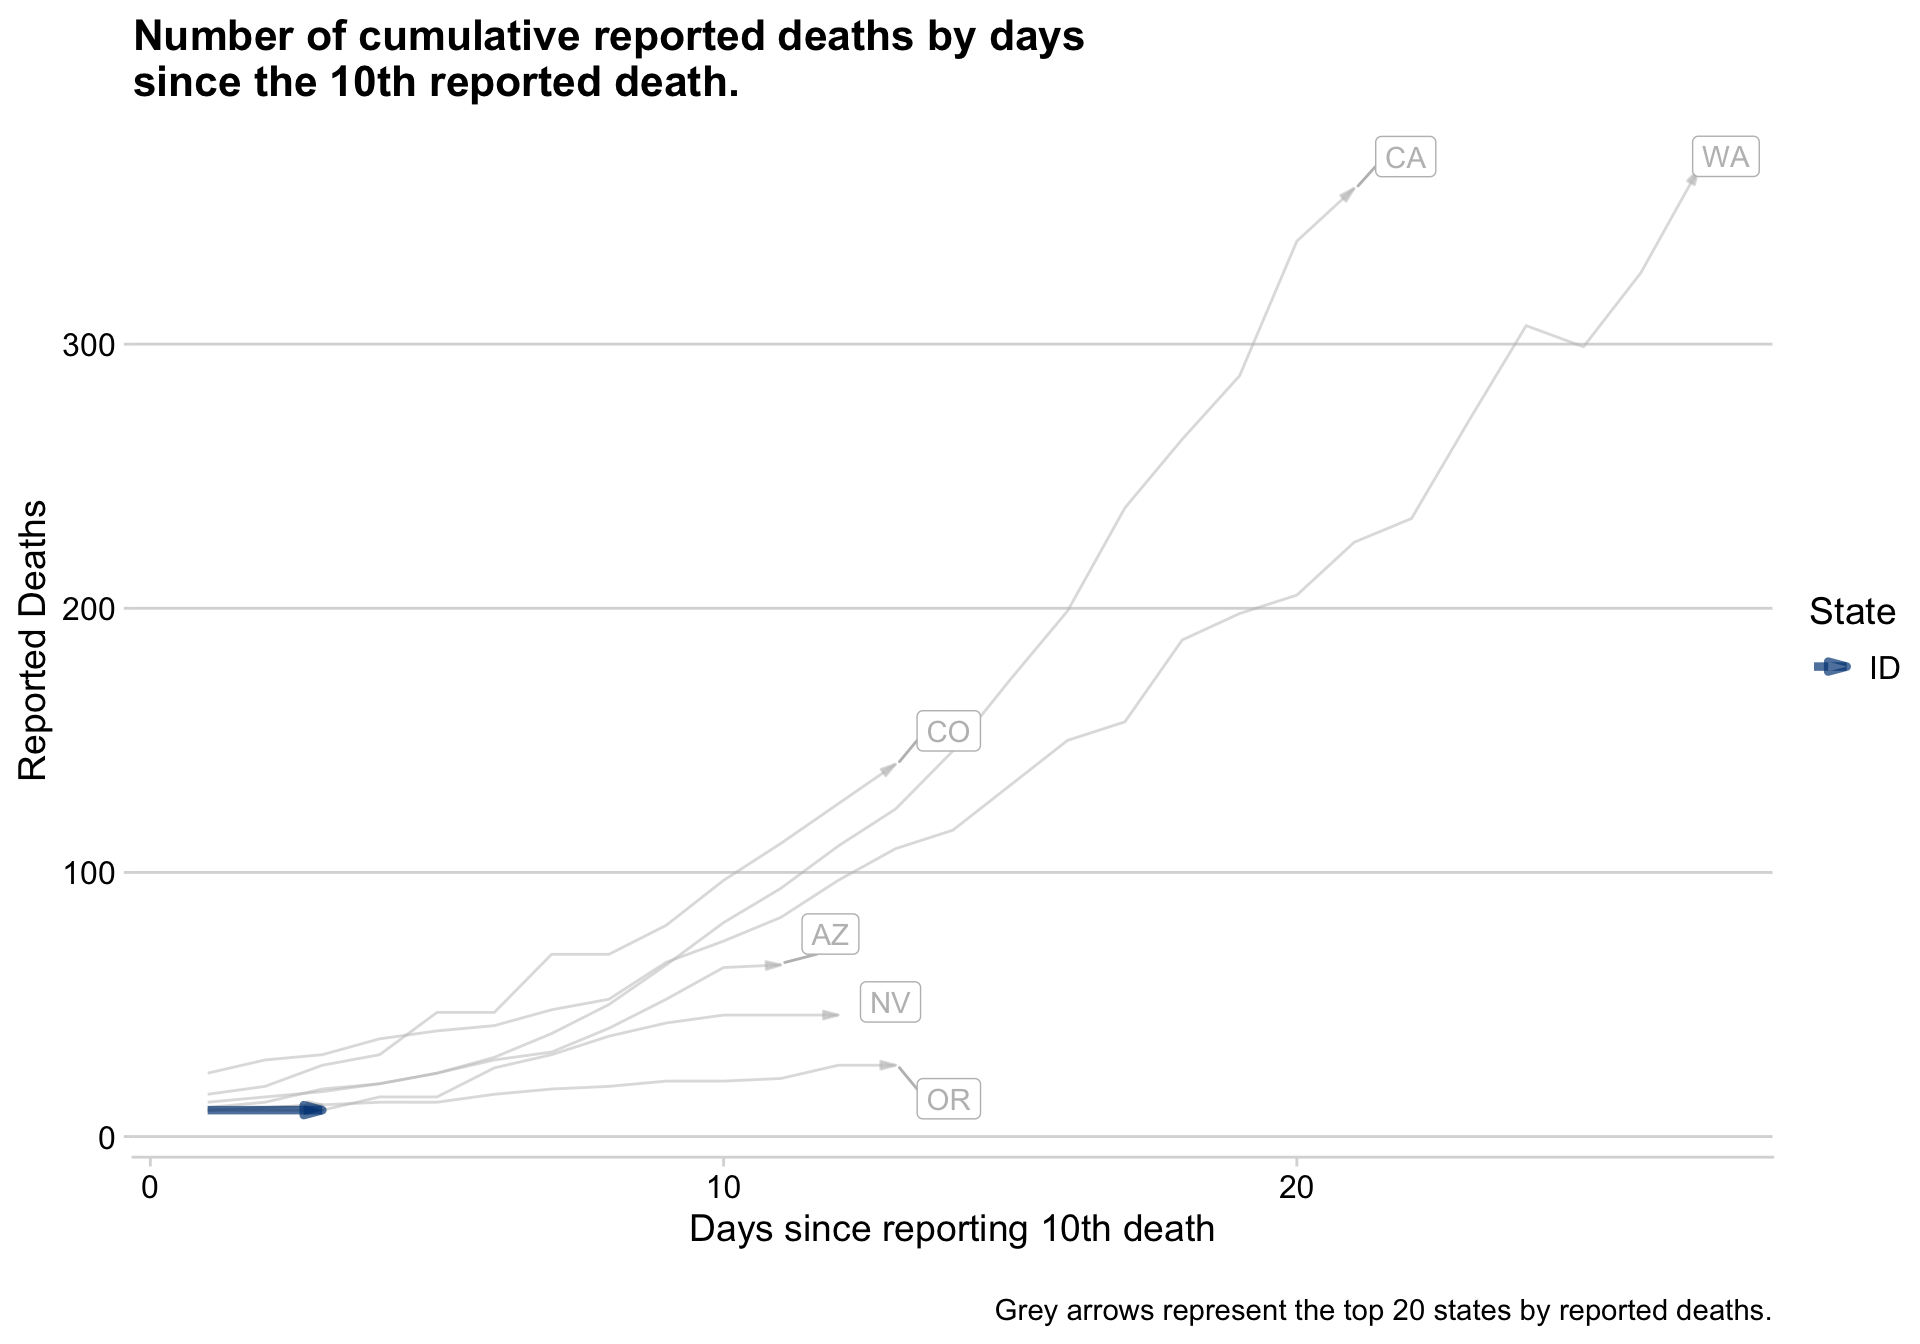 Number of cumulative reported deaths by days
since the 10th reported death.
CA
WA
300
Reported Deaths
200
State
ID
CO
100
AZ
NV
OR
0
0
10
20
Days since reporting 10th death
Grey arrows represent the top 20 states by reported deaths.